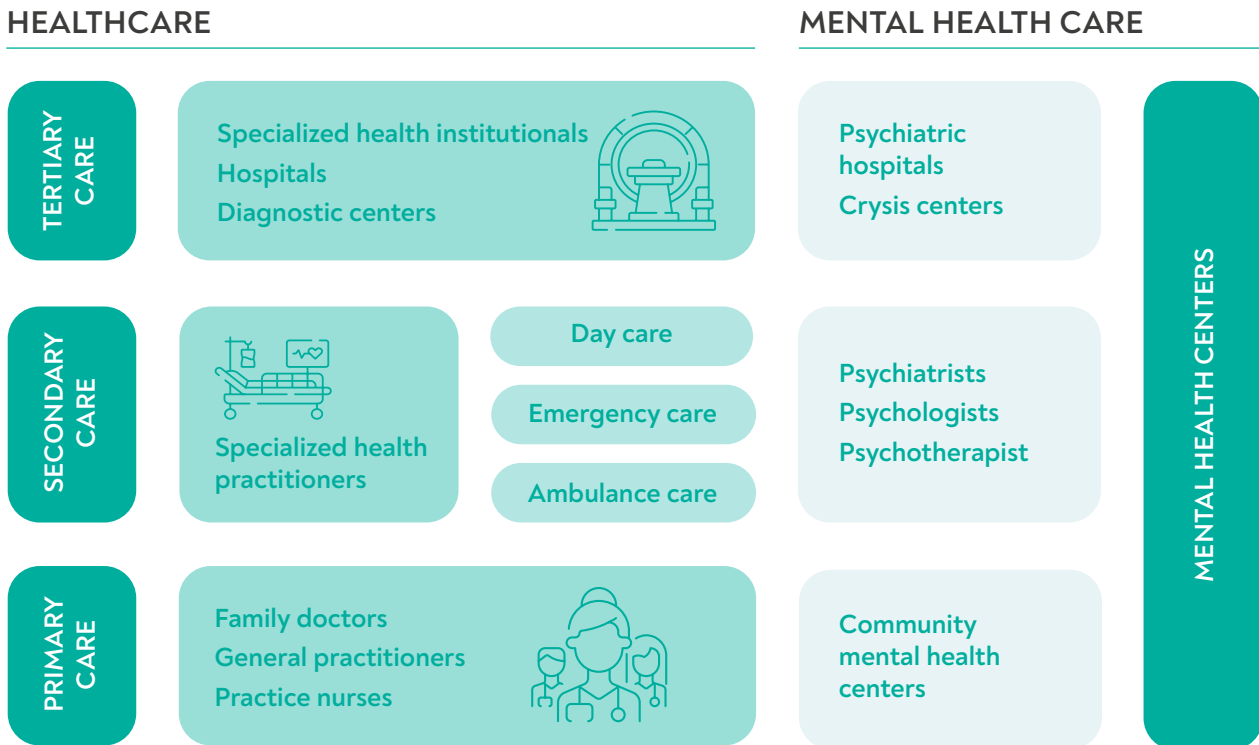 HEALTHCARE
MENTAL HEALTH CARE
TERTIARY
CARE
Specialized health institutionals
Hospitals
Diagnostic centers
Psychiatric
hospitals
Crysis centers
SECONDARY
CARE
Specialized health
practitioners
Day care
Emergency care
Ambulance care
Psychiatrists
Psychologists
Psychotherapist
PRIMARY
CARE
Family doctors
General practitioners
Practice nurses
Community
mental health
centers
MENTAL HEALTH CENTERS